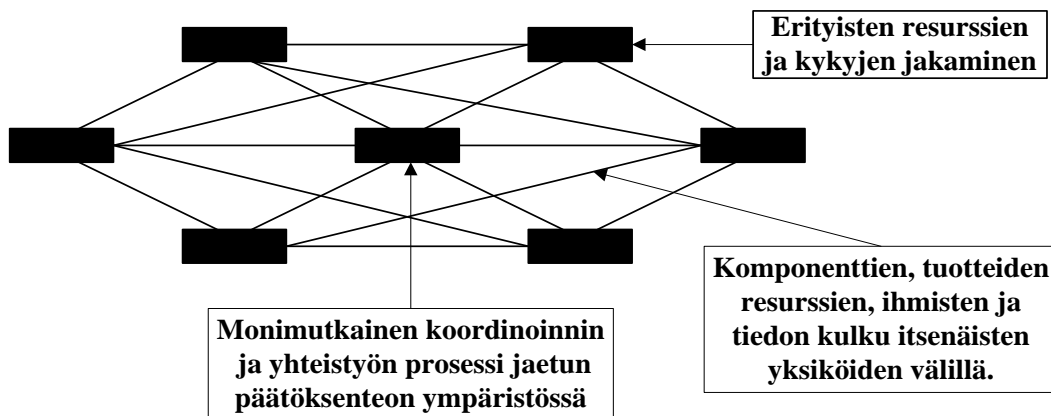 Erityisten resurssien
ja kykyjen jakaminen
Komponenttien, tuotteiden
resurssien, ihmisten ja
tiedon kulku itsenäisten
yksiköiden välillä.
Monimutkainen koordinoinnin
ja yhteistyön prosessi jaetun
päätöksenteon ympäristössä